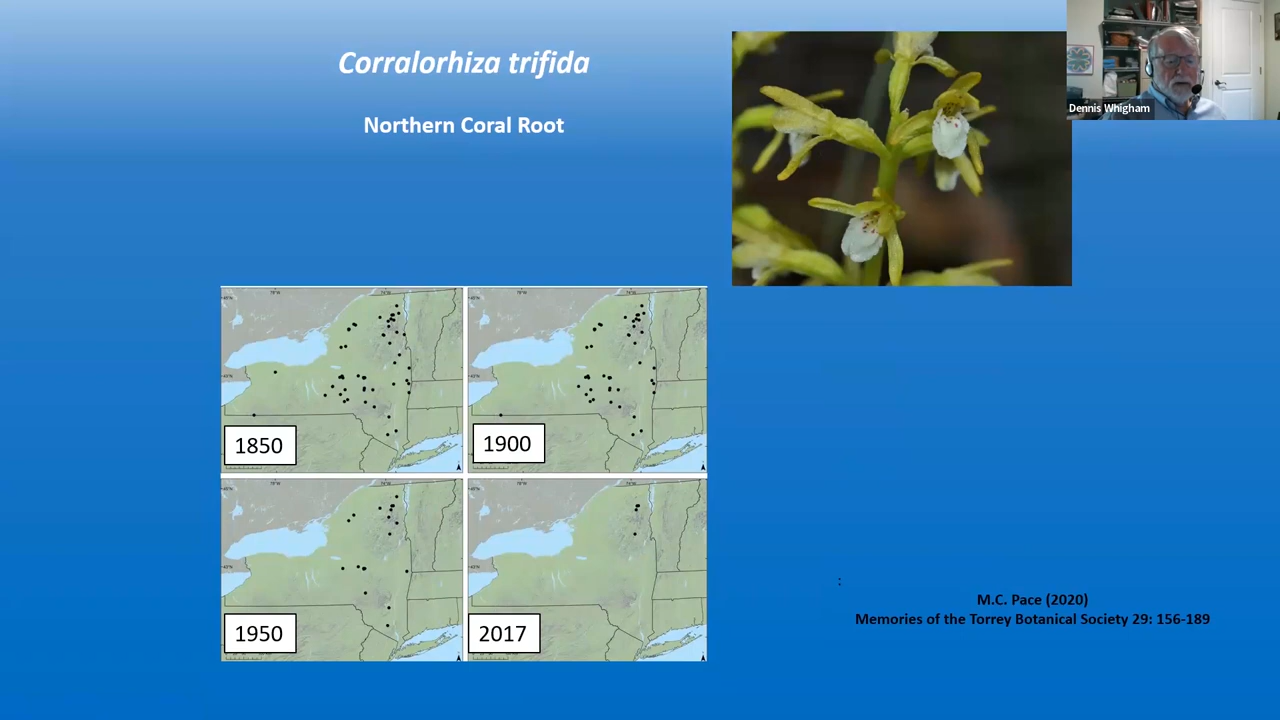 Corralorhiza trifida
Northern Coral Root
Dennis Whigham
1850
1900
1950
2017
:
M.C. Pace (2020)
Memories of the Torrey Botanical Society 29: 156-189